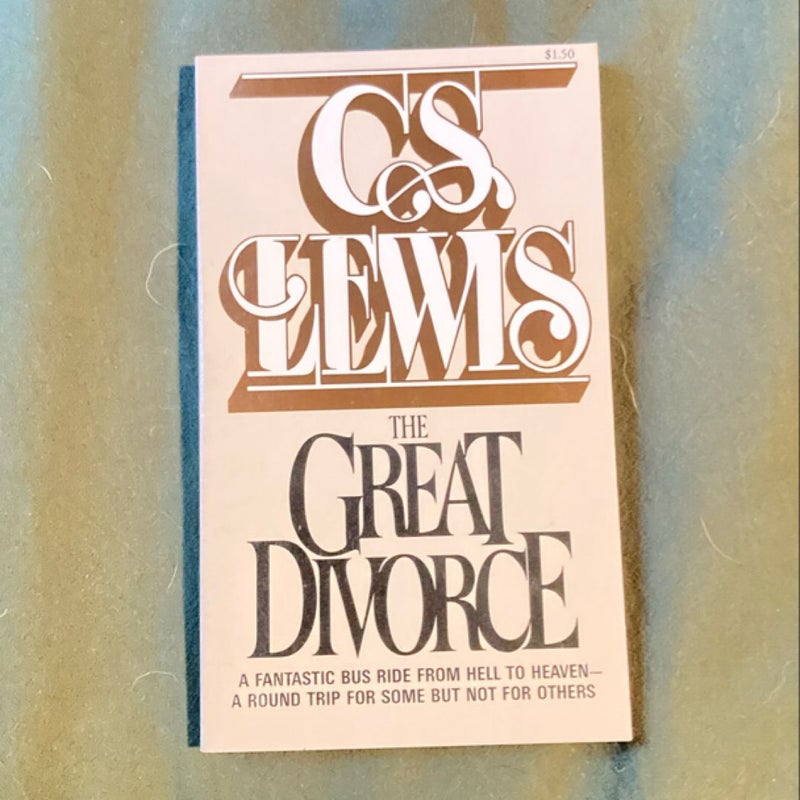 $1.50
C.S.
LEWIS
THE
GREAT
DIVORCE
A FANTASTIC BUS RIDE FROM HELL TO HEAVEN—
A ROUND TRIP FOR SOME BUT NOT FOR OTHERS